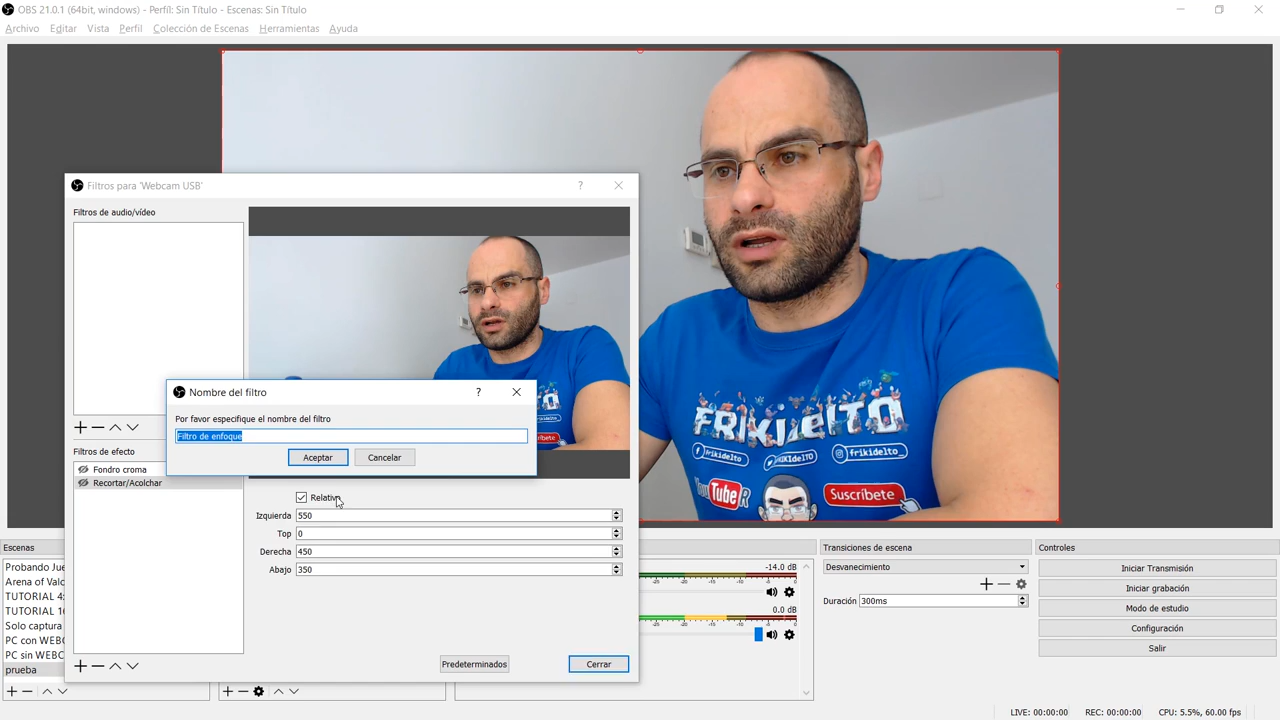 OBS 21.0.1 (64bit, windows) - Perfíl: Sin Título - Escenas: Sin Título
Archivo Editar Vista Perfil Colección de Escenas Herramientas Ayuda
Filtros para 'Webcam USB'
Filtros de audio/vídeo
Nombre del filtro
Por favor especifique el nombre del filtro
Filtro de enfoque
Aceptar Cancelar
Filtros de efecto
Fondro croma
Recortar/Acolchar
Relativo
Izquierda 550
Top 0
Derecha 450
Abajo 350
Predeterminados Cerrar
FRIKIdelTO
frikidelto
FRIKIdelTO
frikidelto_
YouTube
Suscríbete
Escenas
Probando Jue
Arena of Valo
TUTORIAL 4:
TUTORIAL 16
Solo captura
PC con WEBC
PC sin WEBC
prueba
-14.0 dB
0.0 dB
Transiciones de escena
Desvanecimiento
Duración 300ms
Controles
Iniciar Transmisión
Iniciar grabación
Modo de estudio
Configuración
Salir
LIVE: 00:00:00 REC: 00:00:00 CPU: 5.5%, 60.00 fps